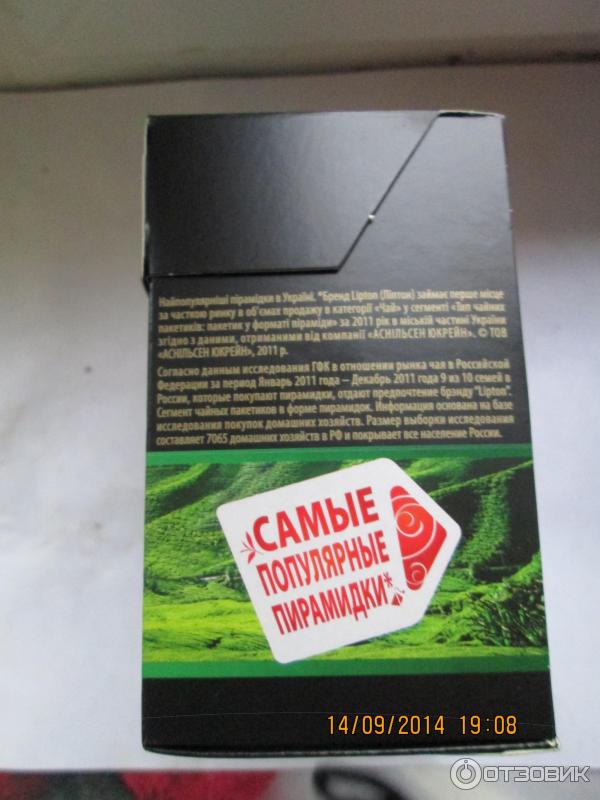 Найпопулярніші пірамідки в Україні. *Бренд Lipton (Ліптон) займає перше місце
за часткою ринку в об'ємах продажу в категорії «Чай» у сегменті «Тип чайних
пакетиків: пакетик у форматі піраміди» за 2011 рік в міській частині України
згідно з даними, отриманими від компанії «АСНІЛЬСЕН ЮКРЕЙН». © ТОВ
«АСНІЛЬСЕН ЮКРЕЙН», 2011 р.
Согласно данным исследования ГФК в отношении рынка чая в Российской
Федерации за период Январь 2011 года – Декабрь 2011 года 9 из 10 семей в
России, которые покупают пирамидки, отдают предпочтение брэнду "Lipton".
Сегмент чайных пакетиков в форме пирамидок. Информация основана на базе
исследования покупок домашних хозяйств. Размер выборки исследования
составляет 7065 домашних хозяйств в РФ и покрывает все население России.
САМЫЕ
ПОПУЛЯРНЫЕ
ПИРАМИДКИ*
14/09/2014 19:08
ОТЗОВИК